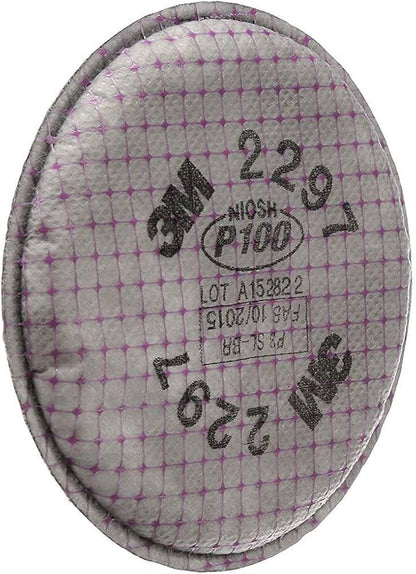 3M 2297
NIOSH
P100
LOT A152822
FAB 10/2015
P3 SL-BR
3M 2297